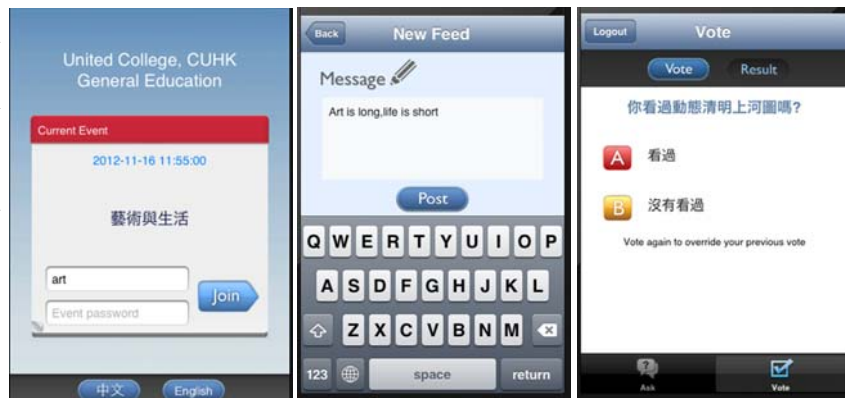 United College, CUHK
General Education
Current Event
2012-11-16 11:55:00
藝術與生活
art
Event password
Join
中文
English
Back
New Feed
Message
Art is long,life is short
Post
Q W E R T Y U I O P
A S D F G H J K L
Z X C V B N M
123
space
return
Logout
Vote
Vote
Result
你看過動態清明上河圖嗎?
A 看過
B 沒有看過
Vote again to override your previous vote
Ask
Vote